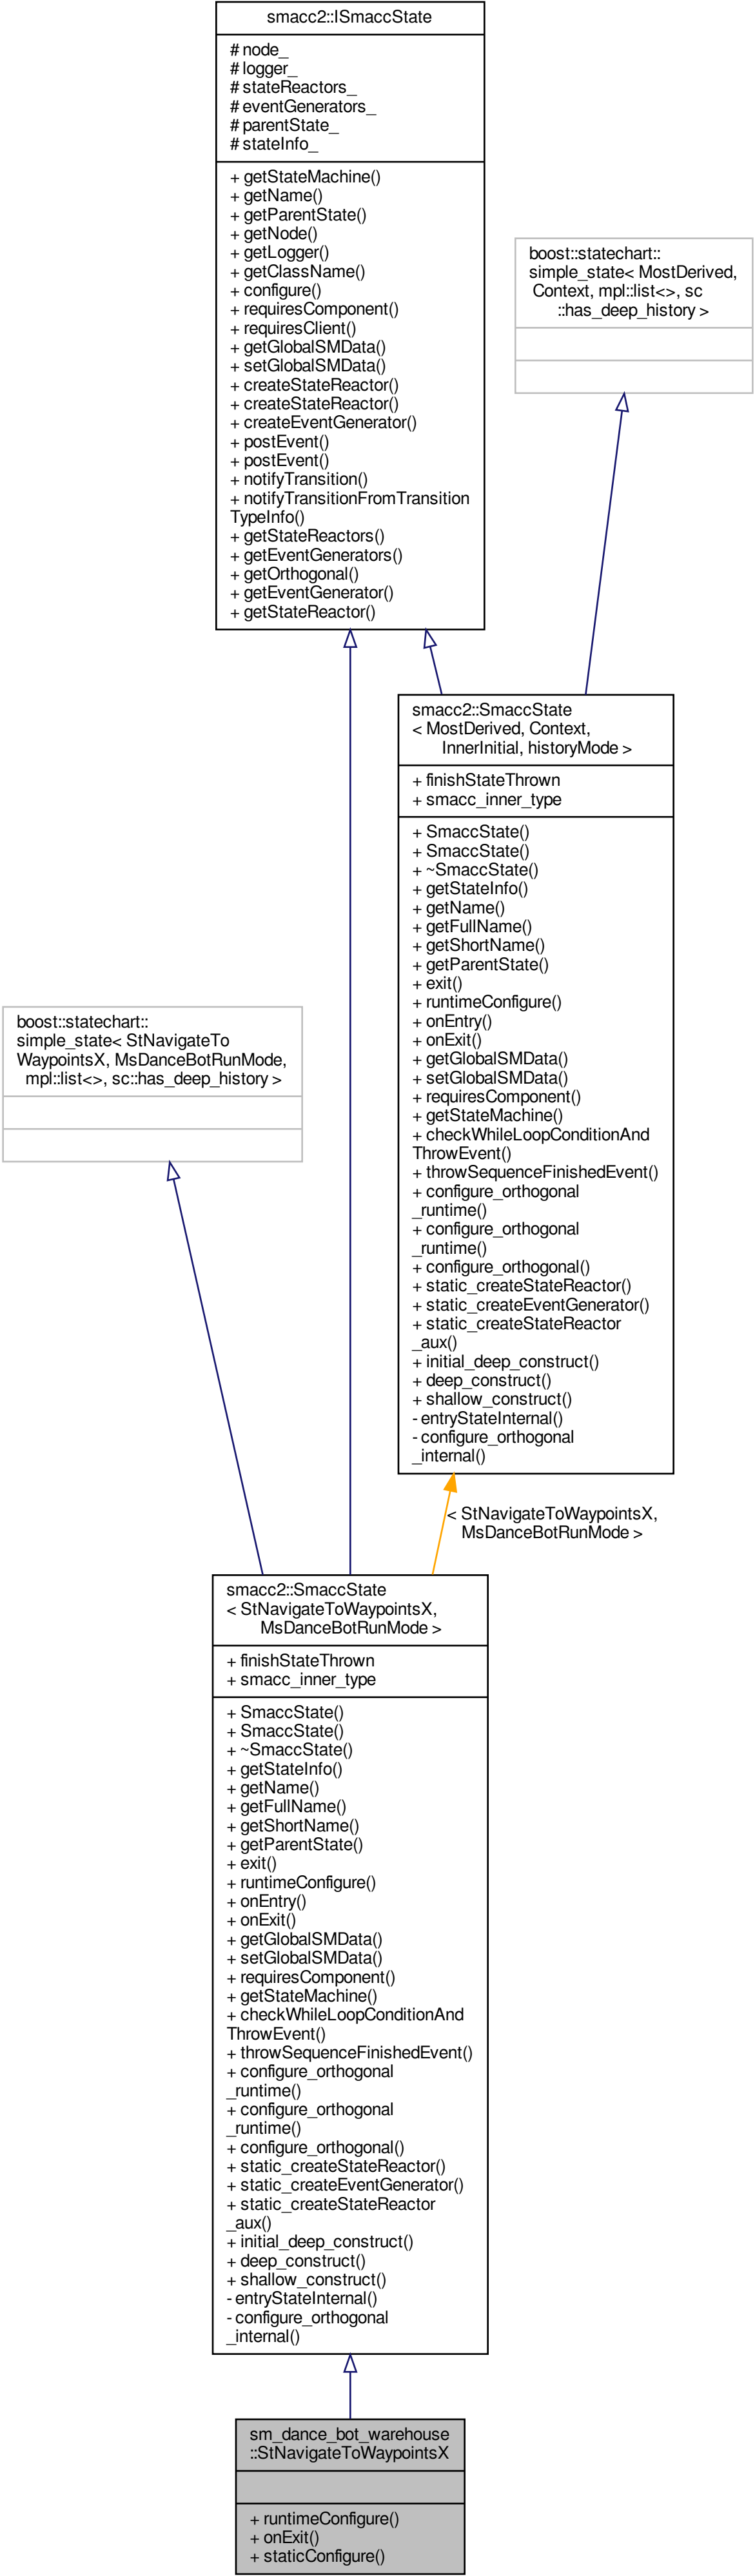 smacc2::ISmaccState
# node_
# logger_
# stateReactors_
# eventGenerators_
# parentState_
# stateInfo_
+ getStateMachine()
+ getName()
+ getParentState()
+ getNode()
+ getLogger()
+ getClassName()
+ configure()
+ requiresComponent()
+ requiresClient()
+ getGlobalSMData()
+ setGlobalSMData()
+ createStateReactor()
+ createStateReactor()
+ createEventGenerator()
+ postEvent()
+ postEvent()
+ notifyTransition()
+ notifyTransitionFromTransition
TypeInfo()
+ getStateReactors()
+ getEventGenerators()
+ getOrthogonal()
+ getEventGenerator()
+ getStateReactor()
boost::statechart::
simple_state< MostDerived,
Context, mpl::list<>, sc
::has_deep_history >
smacc2::SmaccState
< MostDerived, Context,
InnerInitial, historyMode >
+ finishStateThrown
+ smacc_inner_type
+ SmaccState()
+ SmaccState()
+ ~SmaccState()
+ getStateInfo()
+ getName()
+ getFullName()
+ getShortName()
+ getParentState()
+ exit()
+ runtimeConfigure()
+ onEntry()
+ onExit()
+ getGlobalSMData()
+ setGlobalSMData()
+ requiresComponent()
+ getStateMachine()
+ checkWhileLoopConditionAnd
ThrowEvent()
+ throwSequenceFinishedEvent()
+ configure_orthogonal
_runtime()
+ configure_orthogonal
_runtime()
+ configure_orthogonal()
+ static_createStateReactor()
+ static_createEventGenerator()
+ static_createStateReactor
_aux()
+ initial_deep_construct()
+ deep_construct()
+ shallow_construct()
- entryStateInternal()
- configure_orthogonal
_internal()
boost::statechart::
simple_state< StNavigateTo
WaypointsX, MsDanceBotRunMode,
mpl::list<>, sc::has_deep_history >
< StNavigateToWaypointsX,
MsDanceBotRunMode >
smacc2::SmaccState
< StNavigateToWaypointsX,
MsDanceBotRunMode >
+ finishStateThrown
+ smacc_inner_type
+ SmaccState()
+ SmaccState()
+ ~SmaccState()
+ getStateInfo()
+ getName()
+ getFullName()
+ getShortName()
+ getParentState()
+ exit()
+ runtimeConfigure()
+ onEntry()
+ onExit()
+ getGlobalSMData()
+ setGlobalSMData()
+ requiresComponent()
+ getStateMachine()
+ checkWhileLoopConditionAnd
ThrowEvent()
+ throwSequenceFinishedEvent()
+ configure_orthogonal
_runtime()
+ configure_orthogonal
_runtime()
+ configure_orthogonal()
+ static_createStateReactor()
+ static_createEventGenerator()
+ static_createStateReactor
_aux()
+ initial_deep_construct()
+ deep_construct()
+ shallow_construct()
- entryStateInternal()
- configure_orthogonal
_internal()
sm_dance_bot_warehouse
::StNavigateToWaypointsX
+ runtimeConfigure()
+ onExit()
+ staticConfigure()